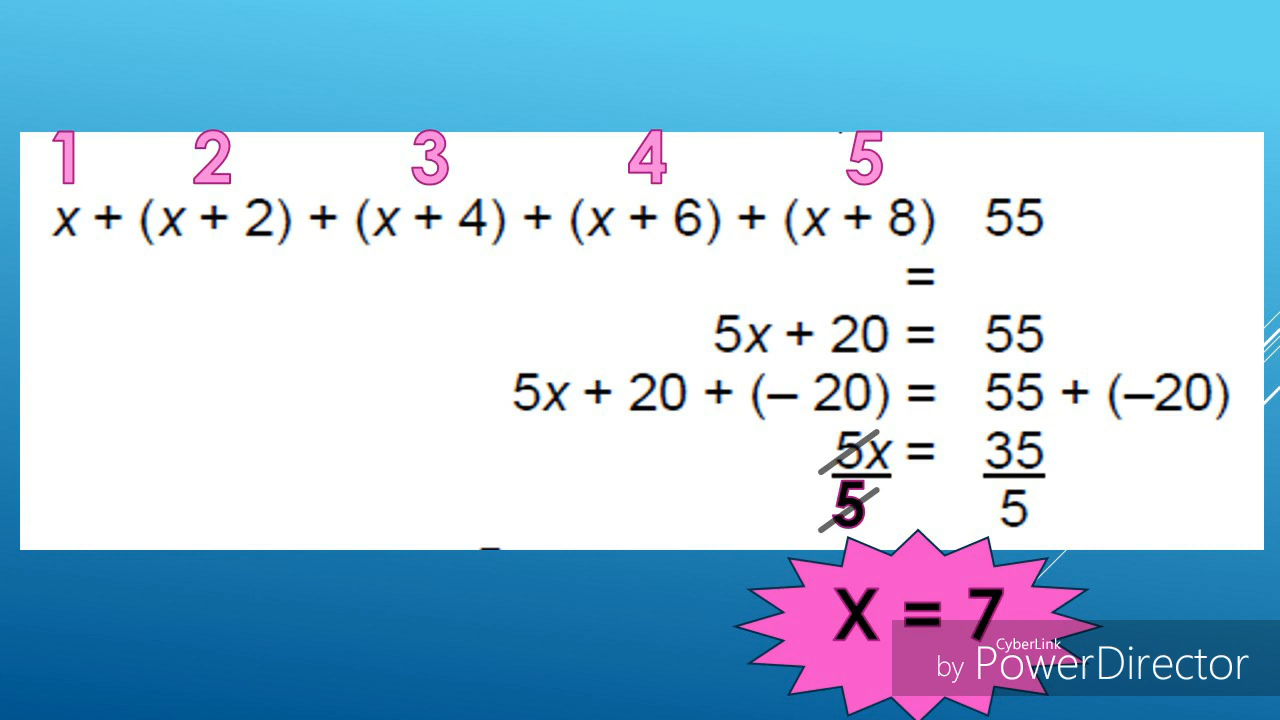 1 2 3 4 5
x + (x + 2) + (x + 4) + (x + 6) + (x + 8) 55
=
5x + 20 = 55
5x + 20 + (– 20) = 55 + (–20)
5x = 35
5 5
X = 7
CyberLink
by PowerDirector